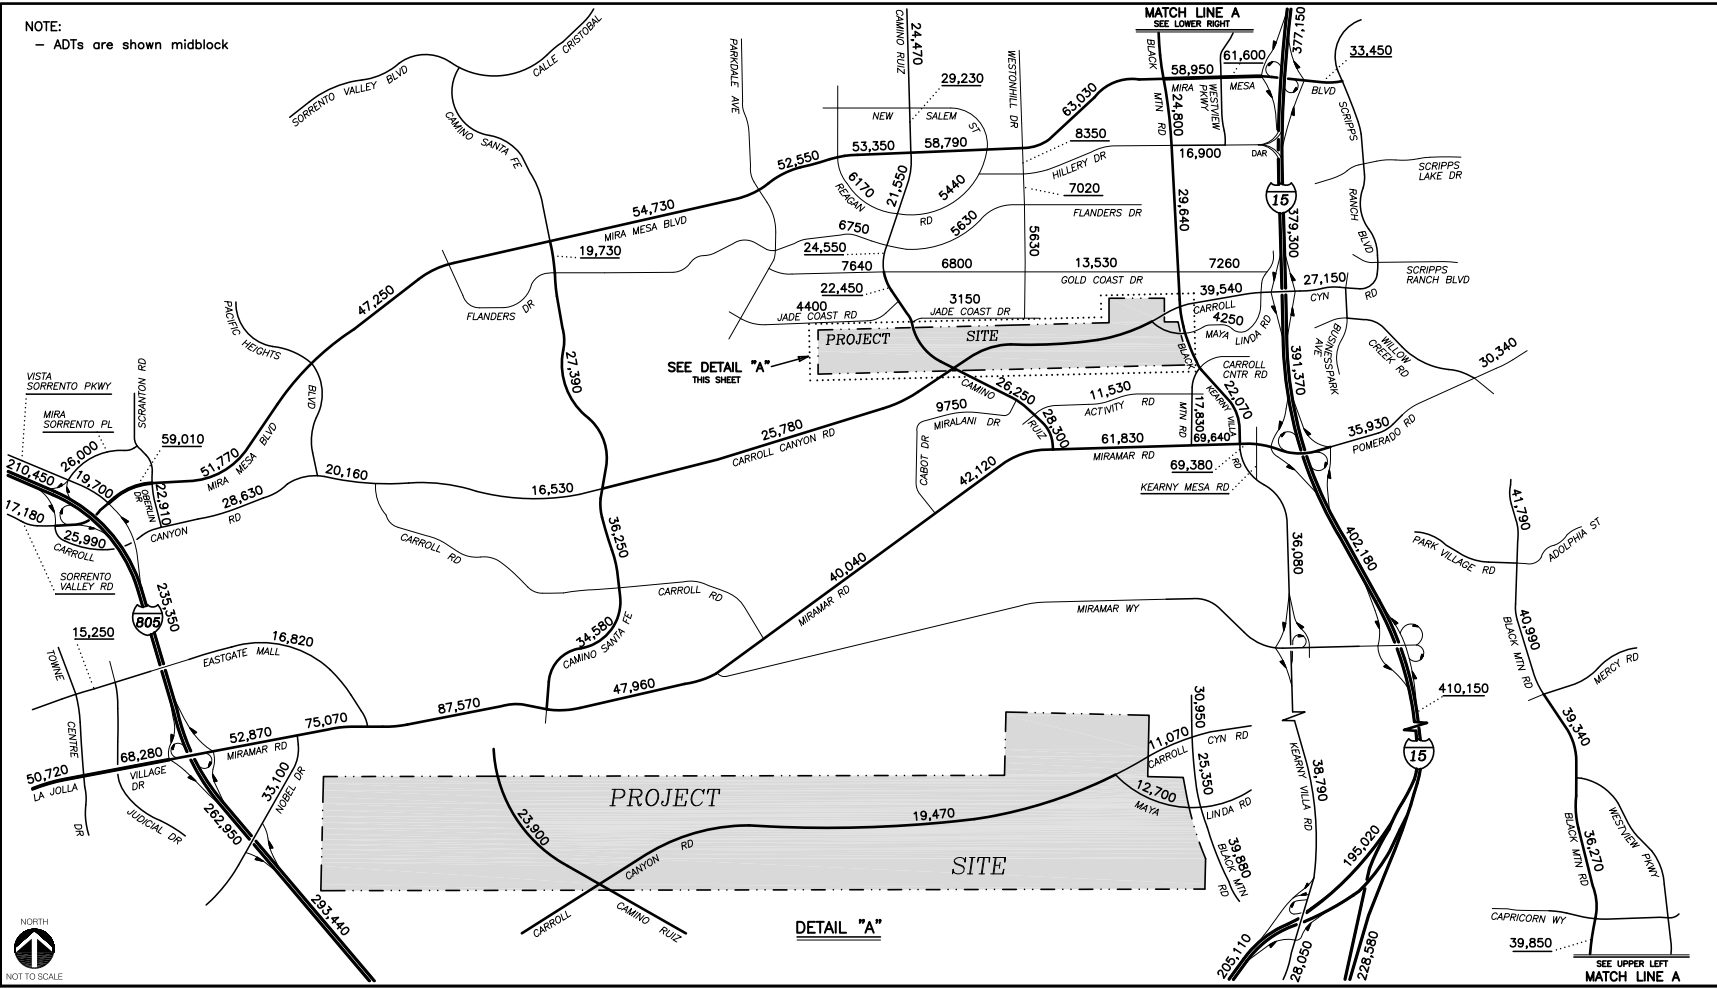 NOTE:
– ADTs are shown midblock
MATCH LINE A
SEE LOWER RIGHT
SORRENTO VALLEY BLVD
CALLE CRISTOBAL
CAMINO SANTA FE
PARKDALE AVE
CAMINO RUIZ
24,470
29,230
WESTONHILL DR
BLACK
MTN RD
58,950
61,600
MIRA
MESA
BLVD
WESTVIEW
PKWY
24,800
377,150
33,450
SCRIPPS
RANCH
BLVD
63,030
8350
HILLERY DR
16,900
DAR
SCRIPPS
LAKE DR
NEW
SALEM
ST
53,350
58,790
52,550
6170
REAGAN
RD
5440
21,550
7020
FLANDERS DR
29,640
15
379,300
54,730
MIRA MESA BLVD
19,730
6750
5630
24,550
5630
7640
6800
13,530
7260
GOLD COAST DR
SCRIPPS
RANCH BLVD
27,150
CYN
RD
39,540
CARROLL
47,250
FLANDERS DR
22,450
4400
JADE COAST RD
3150
JADE COAST DR
4250
MAYA
LINDA RD
PROJECT
SITE
SEE DETAIL "A"
THIS SHEET
BLACK
CARROLL
CNTR RD
391,370
BUSINESSPARK
AVE
WILLOW
CREEK
RD
30,340
PACIFIC HEIGHTS
BLVD
27,390
VISTA
SORRENTO PKWY
SCRANTON RD
MIRA
SORRENTO PL
59,010
CAMINO
RUIZ
26,250
28,300
9750
MIRALANI DR
11,530
ACTIVITY
RD
MTN RD
17,830
KEARNY
VILLA
RD
22,070
35,930
POMERADO RD
25,780
CARROLL CANYON RD
CABOT DR
61,830
MIRAMAR RD
69,640
69,380
KEARNY MESA RD
210,450
26,000
19,700
51,770
MIRA
MESA
BLVD
20,160
16,530
42,120
17,180
OBERLIN
DR
22,910
28,630
CANYON
RD
25,990
CARROLL
SORRENTO
VALLEY RD
CARROLL RD
36,250
CARROLL RD
40,040
MIRAMAR RD
36,080
402,180
41,790
PARK VILLAGE RD
ADOLPHIA ST
235,350
805
MIRAMAR WY
15,250
16,820
EASTGATE MALL
34,580
CAMINO SANTA FE
40,990
BLACK MTN RD
MERCY RD
TOWNE
CENTRE
DR
47,960
87,570
75,070
52,870
MIRAMAR RD
68,280
50,720
LA JOLLA
VILLAGE
DR
JUDICIAL DR
33,100
NOBEL DR
262,950
293,440
410,150
15
39,340
30,950
11,070
CARROLL
CYN RD
25,350
12,700
MAYA
LINDA RD
39,880
BLACK MTN
RD
KEARNY VILLA RD
38,790
PROJECT
SITE
23,900
19,470
CANYON
RD
CARROLL
CAMINO
RUIZ
DETAIL "A"
195,020
205,110
28,050
228,580
WESTVIEW PKWY
BLACK MTN RD
36,270
CAPRICORN WY
39,850
SEE UPPER LEFT
MATCH LINE A
NORTH
NOT TO SCALE